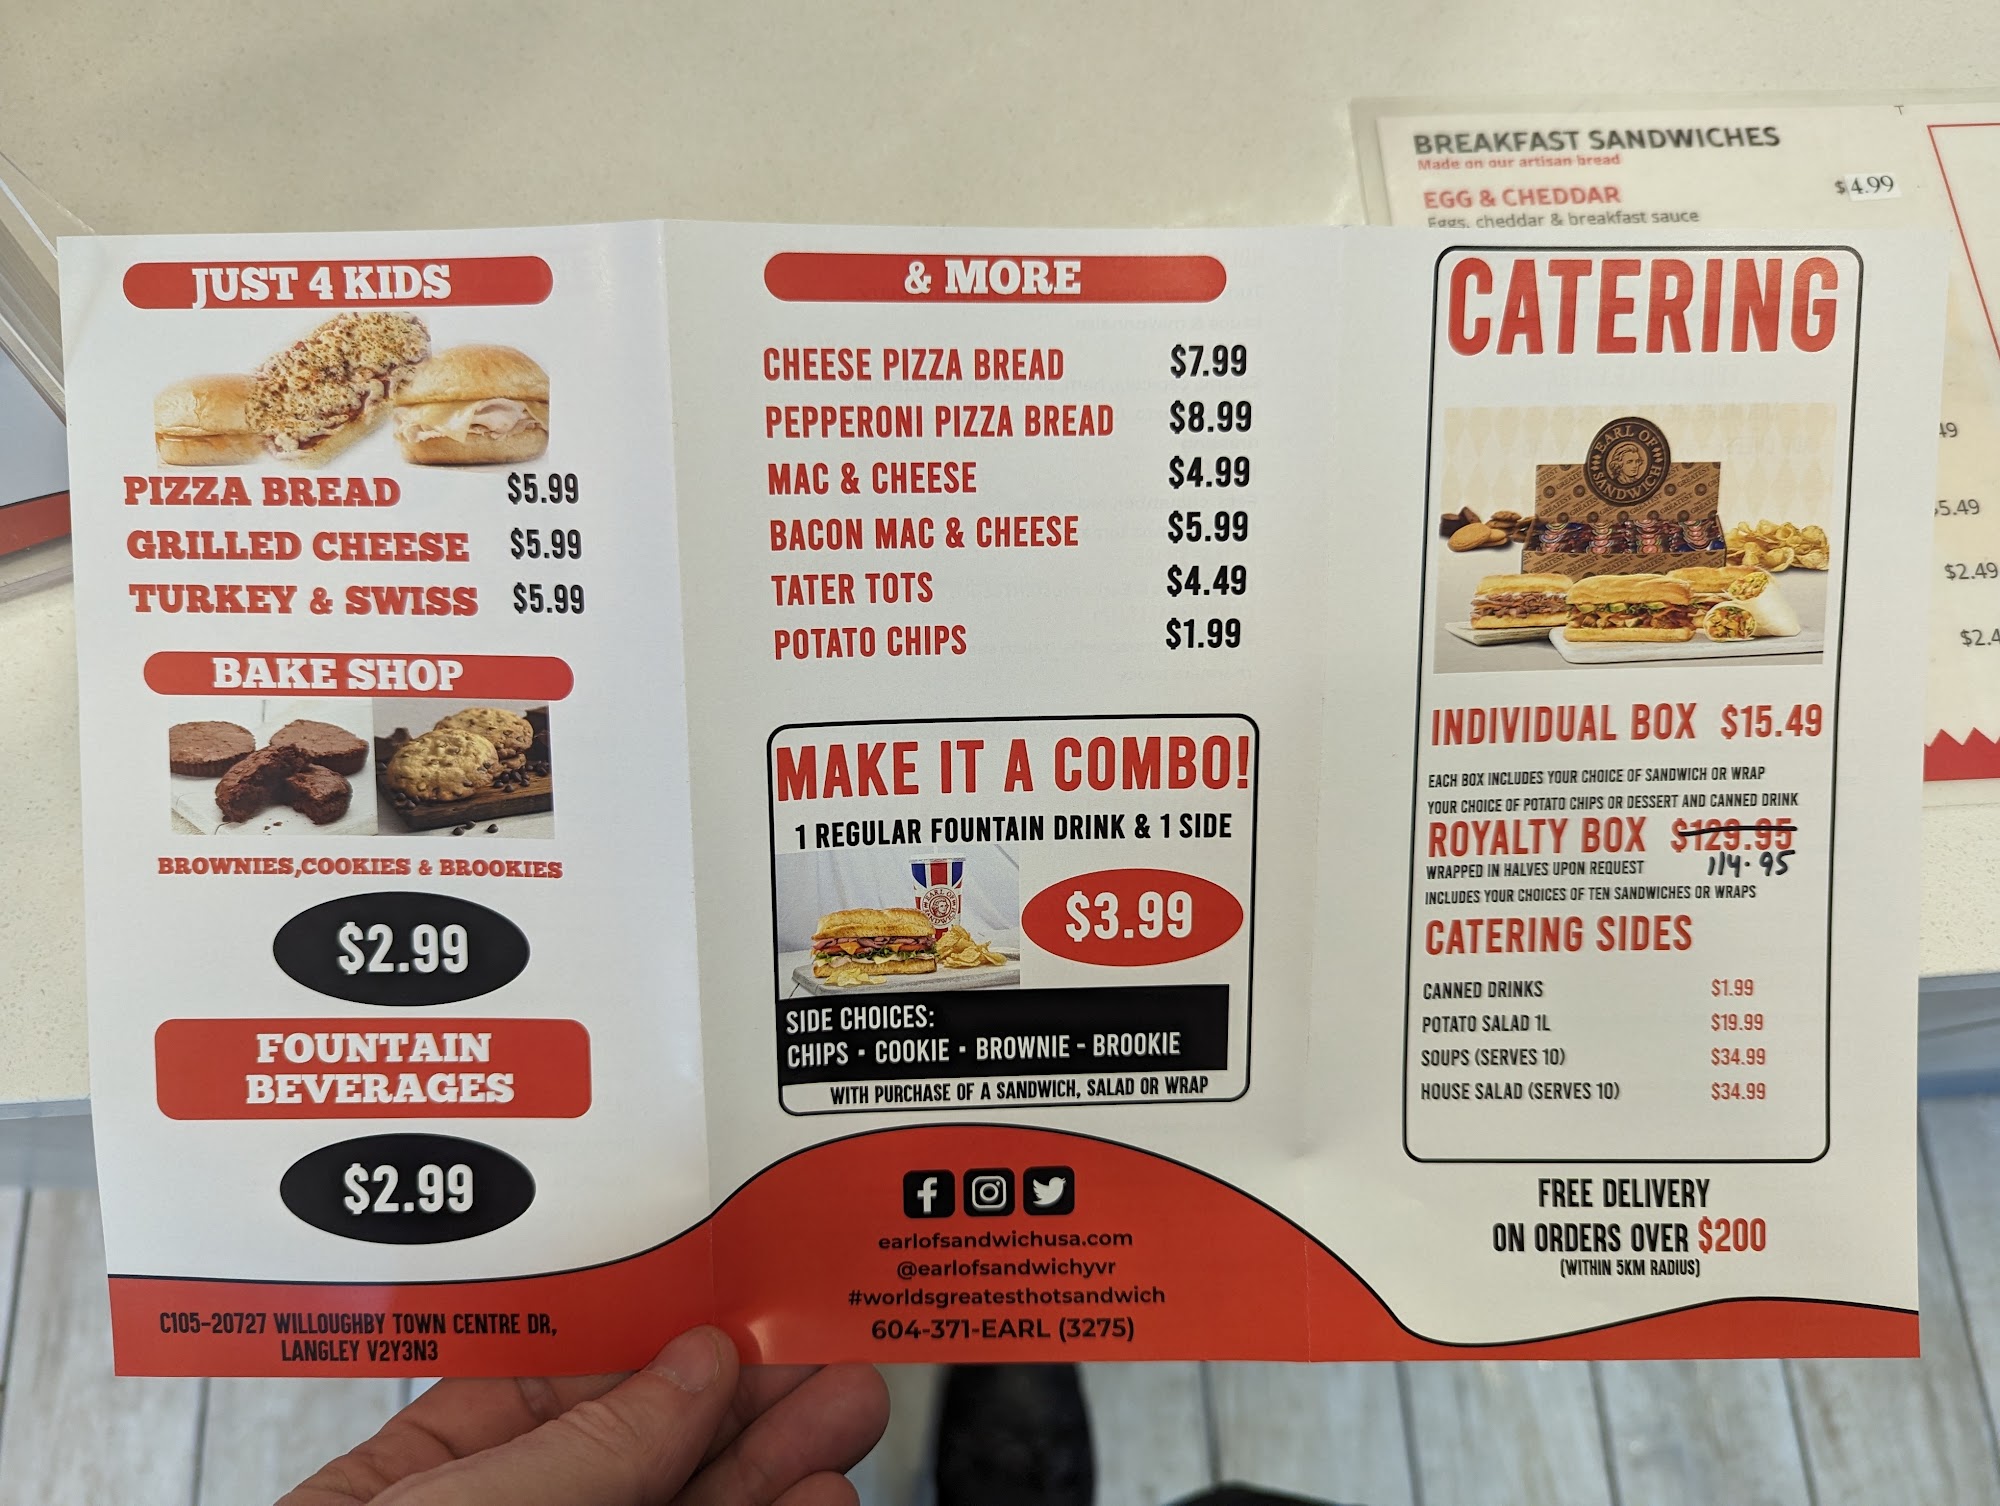 BREAKFAST SANDWICHES
Made on our artisan bread
EGG & CHEDDAR $4.99
Eggs, cheddar & breakfast sauce
$5.49
$2.49
JUST 4 KIDS
PIZZA BREAD $5.99
GRILLED CHEESE $5.99
TURKEY & SWISS $5.99
BAKE SHOP
BROWNIES,COOKIES & BROOKIES
$2.99
FOUNTAIN
BEVERAGES
$2.99
C105-20727 WILLOUGHBY TOWN CENTRE DR,
LANGLEY V2Y3N3
& MORE
CHEESE PIZZA BREAD $7.99
PEPPERONI PIZZA BREAD $8.99
MAC & CHEESE $4.99
BACON MAC & CHEESE $5.99
TATER TOTS $4.49
POTATO CHIPS $1.99
MAKE IT A COMBO!
1 REGULAR FOUNTAIN DRINK & 1 SIDE
EARL OF
SANDWICH
$3.99
SIDE CHOICES:
CHIPS - COOKIE - BROWNIE - BROOKIE
WITH PURCHASE OF A SANDWICH, SALAD OR WRAP
earlofsandwichusa.com
@earlofsandwichyvr
#worldsgreatesthotsandwich
604-371-EARL (3275)
CATERING
EARL OF
SANDWICH
INDIVIDUAL BOX $15.49
EACH BOX INCLUDES YOUR CHOICE OF SANDWICH OR WRAP
YOUR CHOICE OF POTATO CHIPS OR DESSERT AND CANNED DRINK
ROYALTY BOX $129.95
WRAPPED IN HALVES UPON REQUEST 114.95
INCLUDES YOUR CHOICES OF TEN SANDWICHES OR WRAPS
CATERING SIDES
CANNED DRINKS $1.99
POTATO SALAD 1L $19.99
SOUPS (SERVES 10) $34.99
HOUSE SALAD (SERVES 10) $34.99
FREE DELIVERY
ON ORDERS OVER $200
(WITHIN 5KM RADIUS)